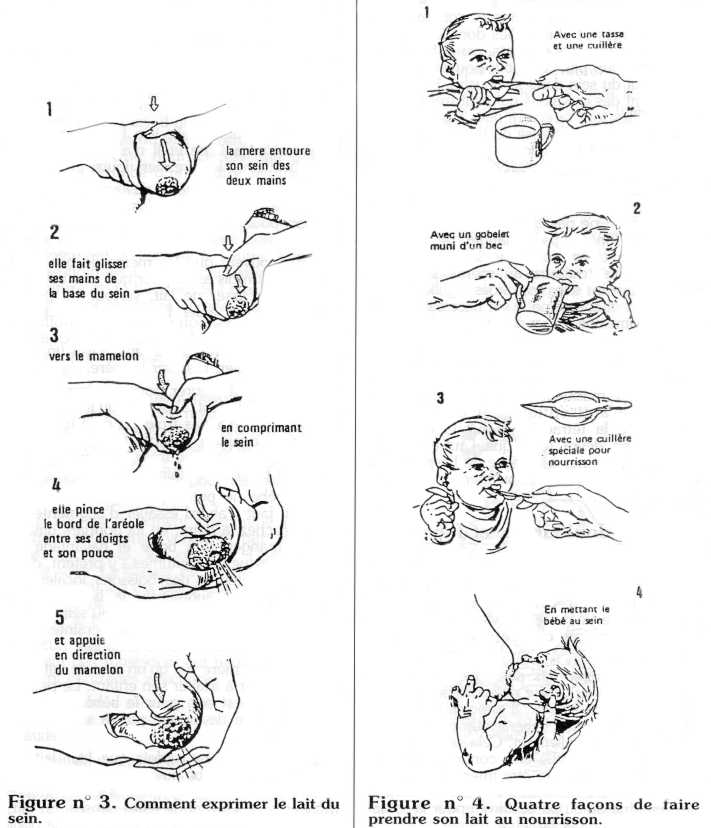 1
la mère entoure
son sein des
deux mains
2
elle fait glisser
ses mains de
la base du sein
3
vers le mamelon
en comprimant
le sein
4
elle pince
le bord de l'aréole
entre ses doigts
et son pouce
5
et appuie
en direction
du mamelon
Figure n° 3. Comment exprimer le lait du
sein.
1
Avec une tasse
et une cuillère
2
Avec un gobelet
muni d'un bec
3
Avec une cuillère
spéciale pour
nourrisson
4
En mettant le
bébé au sein
Figure n° 4. Quatre façons de faire
prendre son lait au nourrisson.